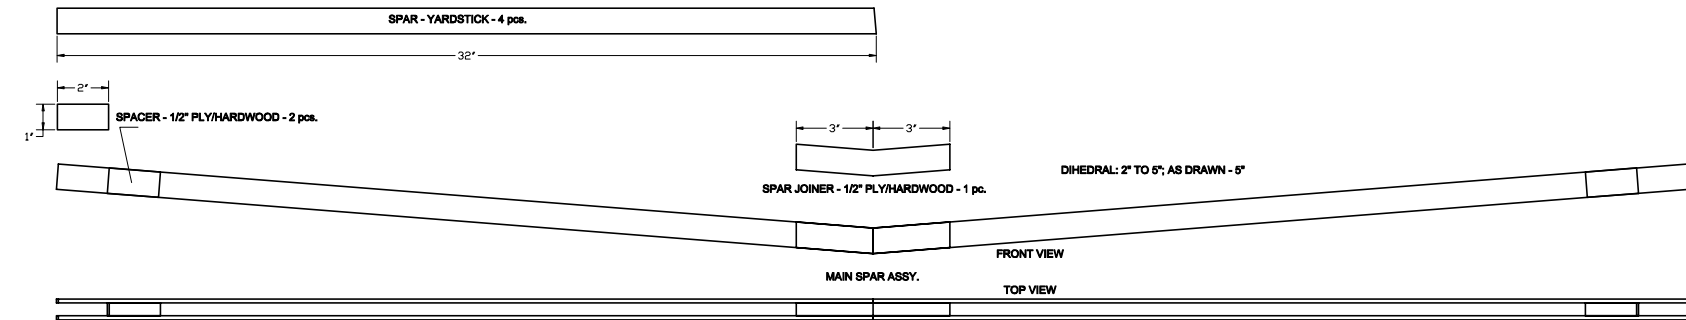 SPAR - YARDSTICK - 4 pcs.
32"
2"
1"
SPACER - 1/2" PLY/HARDWOOD - 2 pcs.
3" 3"
SPAR JOINER - 1/2" PLY/HARDWOOD - 1 pc.
DIHEDRAL: 2" TO 5"; AS DRAWN - 5"
FRONT VIEW
MAIN SPAR ASSY.
TOP VIEW